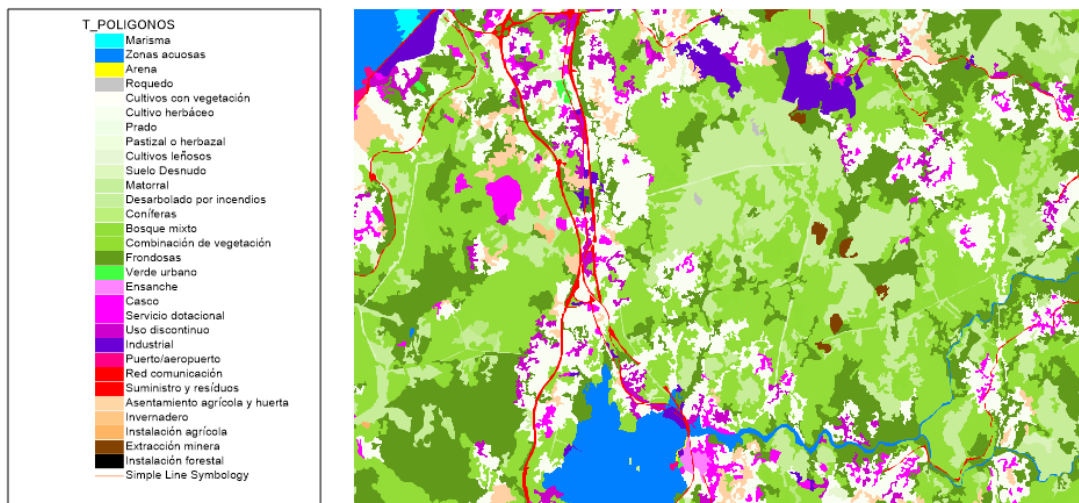 T_POLIGONOS
Marisma
Zonas acuosas
Arena
Roquedo
Cultivos con vegetación
Cultivo herbáceo
Prado
Pastizal o herbazal
Cultivos leñosos
Suelo Desnudo
Matorral
Desarbolado por incendios
Coníferas
Bosque mixto
Combinación de vegetación
Frondosas
Verde urbano
Ensanche
Casco
Servicio dotacional
Uso discontinuo
Industrial
Puerto/aeropuerto
Red comunicación
Suministro y resíduos
Asentamiento agrícola y huerta
Invernadero
Instalación agrícola
Extracción minera
Instalación forestal
Simple Line Symbology